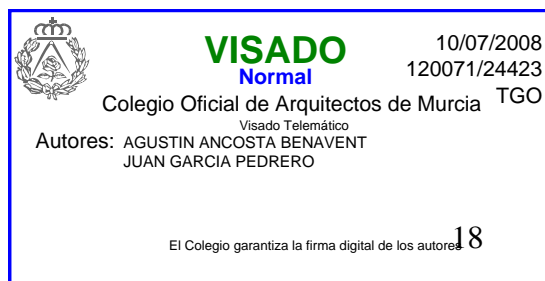 VISADO
Normal
10/07/2008
120071/24423
TGO
Colegio Oficial de Arquitectos de Murcia
Visado Telemático
Autores: AGUSTIN ANCOSTA BENAVENT
JUAN GARCIA PEDRERO
El Colegio garantiza la firma digital de los autores
18